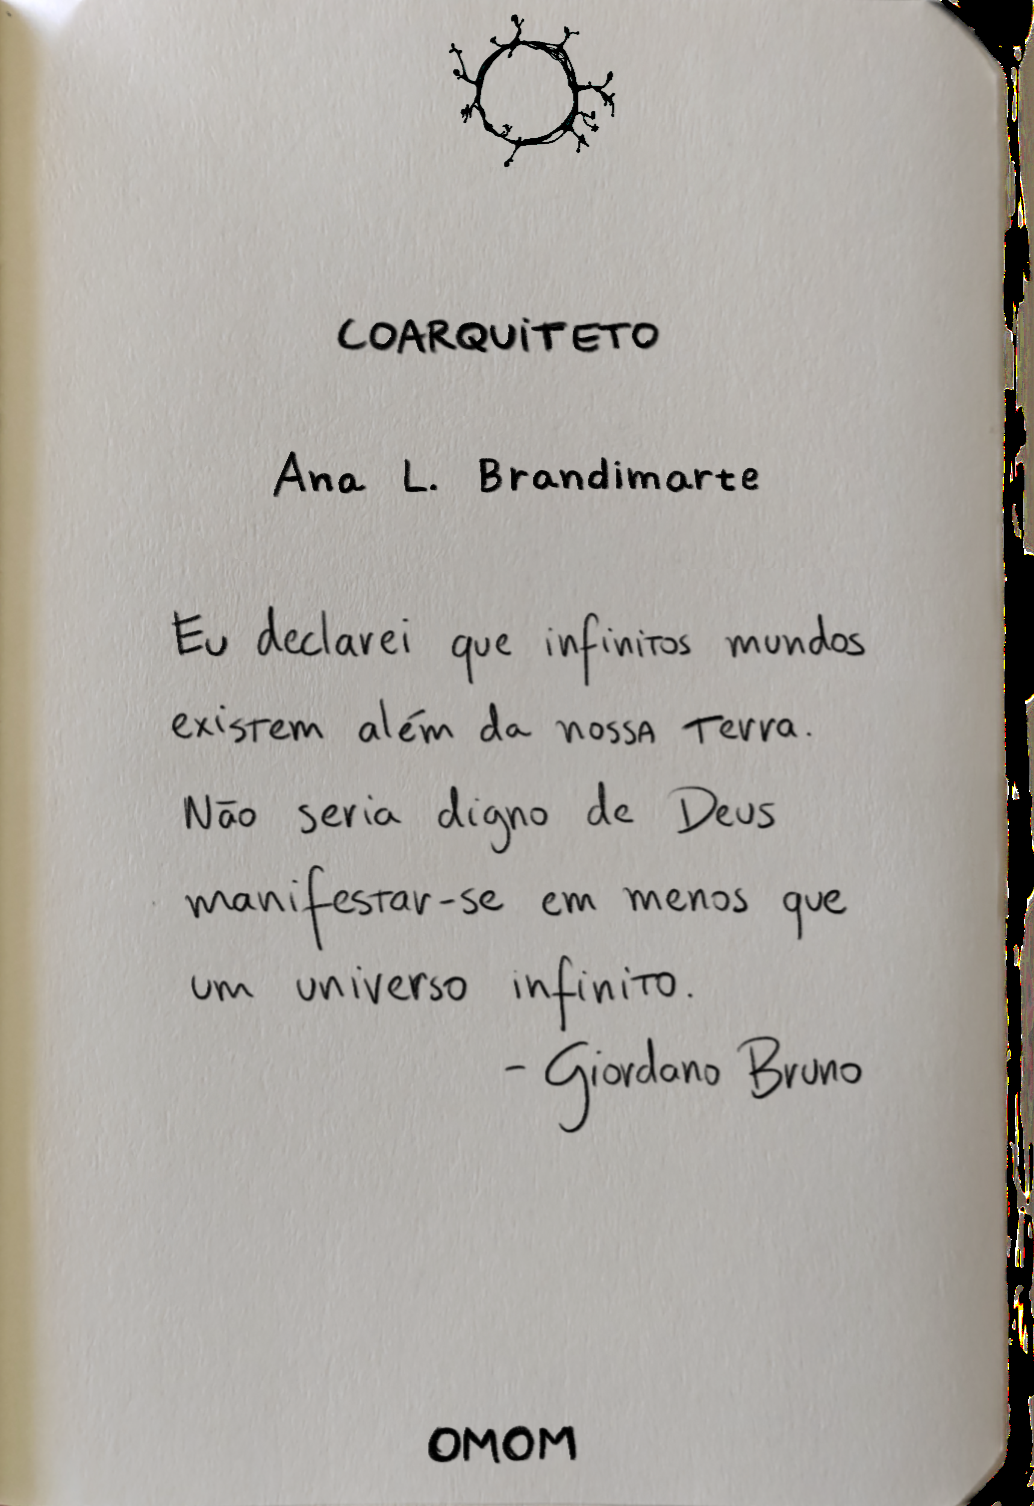 COARQUITETO
Ana L. Brandimarte
Eu declarei que infinitos mundos
existem além da nossa Terra.
Não seria digno de Deus
manifestar-se em menos que
um universo infinito.
- Giordano Bruno
OMOM